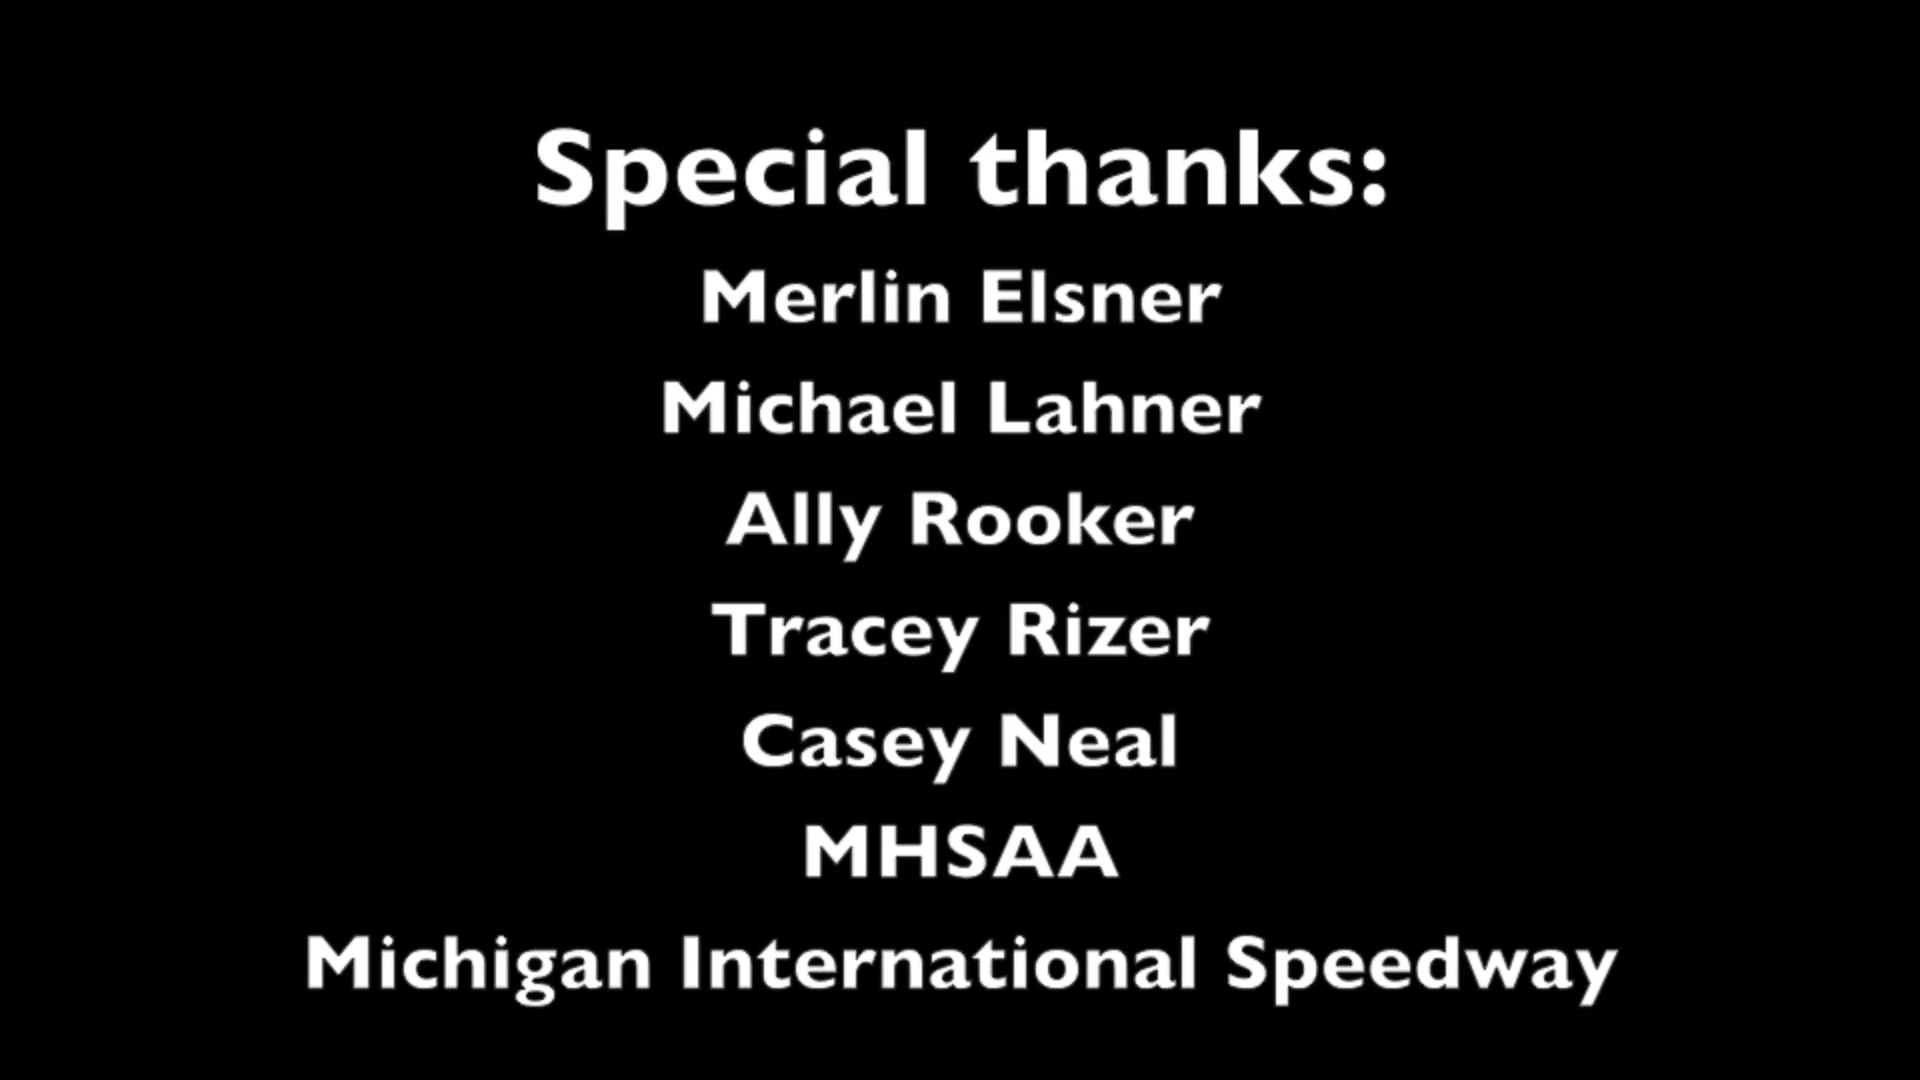 Special thanks:
Merlin Elsner
Michael Lahner
Ally Rooker
Tracey Rizer
Casey Neal
MHSAA
Michigan International Speedway